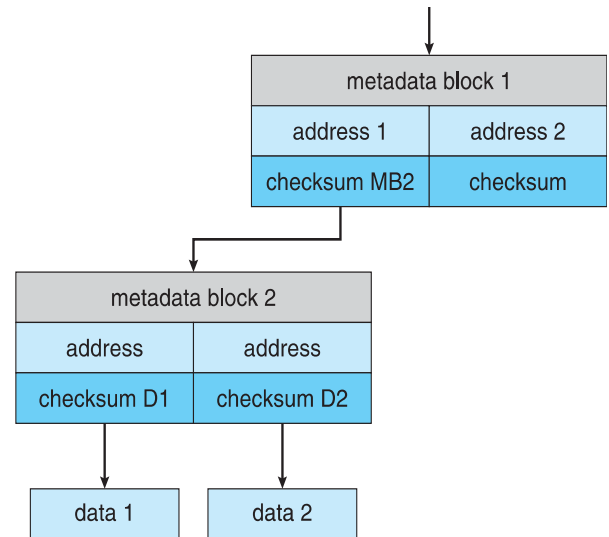 metadata block 1
address 1 address 2
checksum MB2 checksum
metadata block 2
address address
checksum D1 checksum D2
data 1 data 2